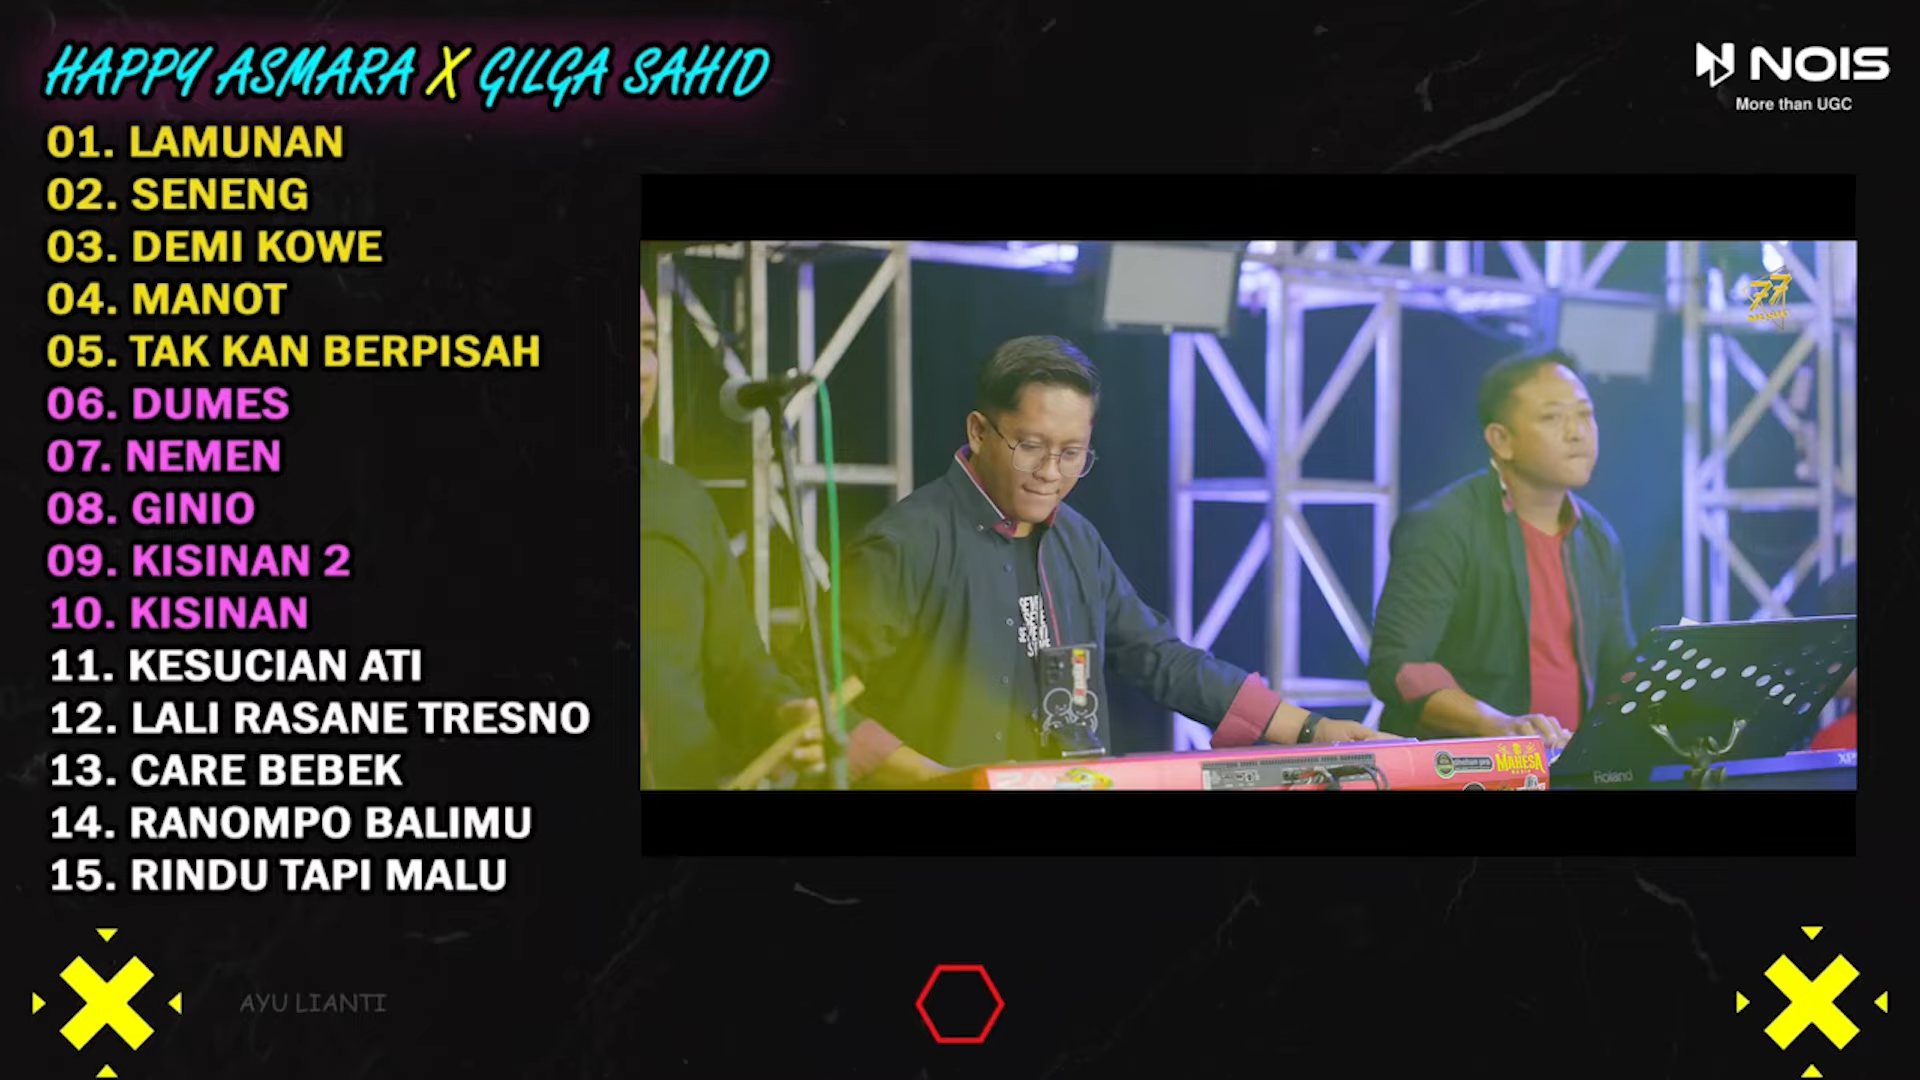 HAPPY ASMARA X GILGA SAHID
01. LAMUNAN
02. SENENG
03. DEMI KOWE
04. MANOT
05. TAK KAN BERPISAH
06. DUMES
07. NEMEN
08. GINIO
09. KISINAN 2
10. KISINAN
11. KESUCIAN ATI
12. LALI RASANE TRESNO
13. CARE BEBEK
14. RANOMPO BALIMU
15. RINDU TAPI MALU
NOIS
More than UGC
77
MAHESA
Roland
AYU LIANTI